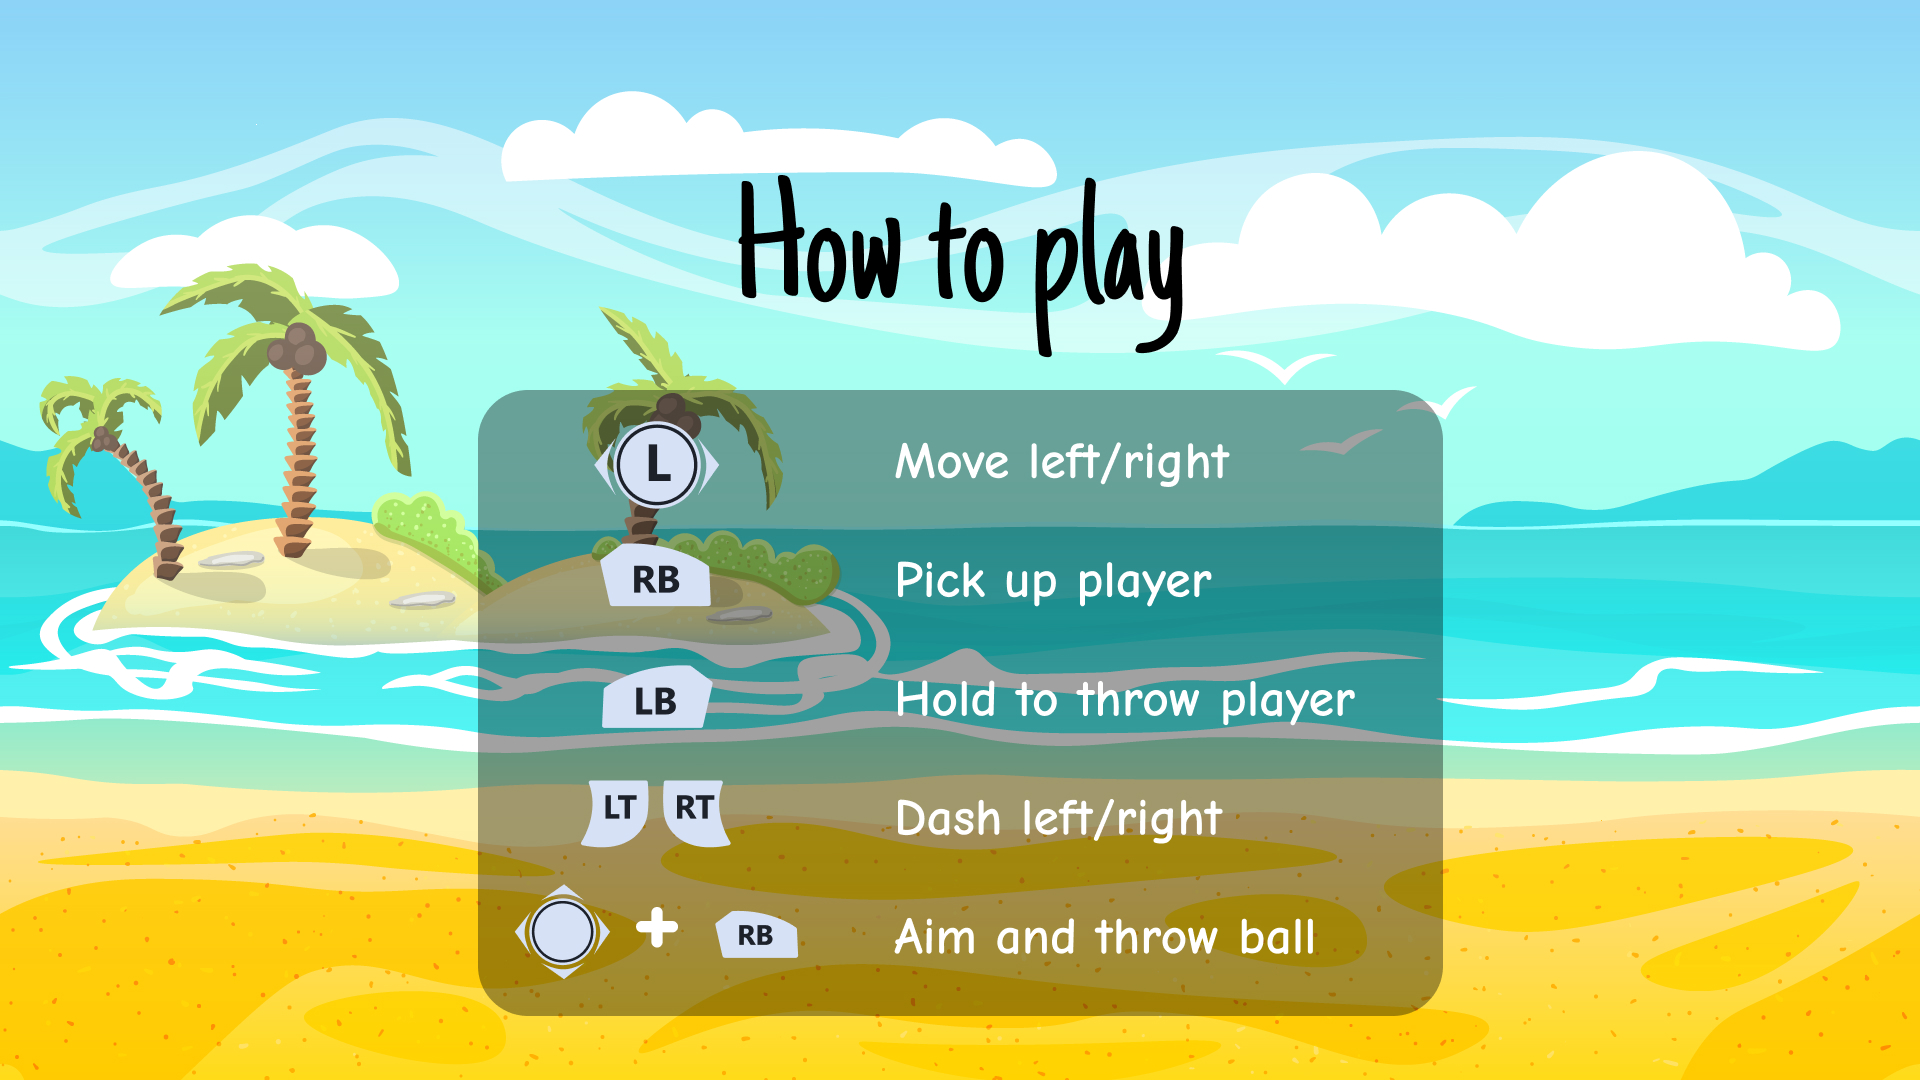 How to play
L Move left/right
RB Pick up player
LB Hold to throw player
LT RT Dash left/right
+ RB Aim and throw ball